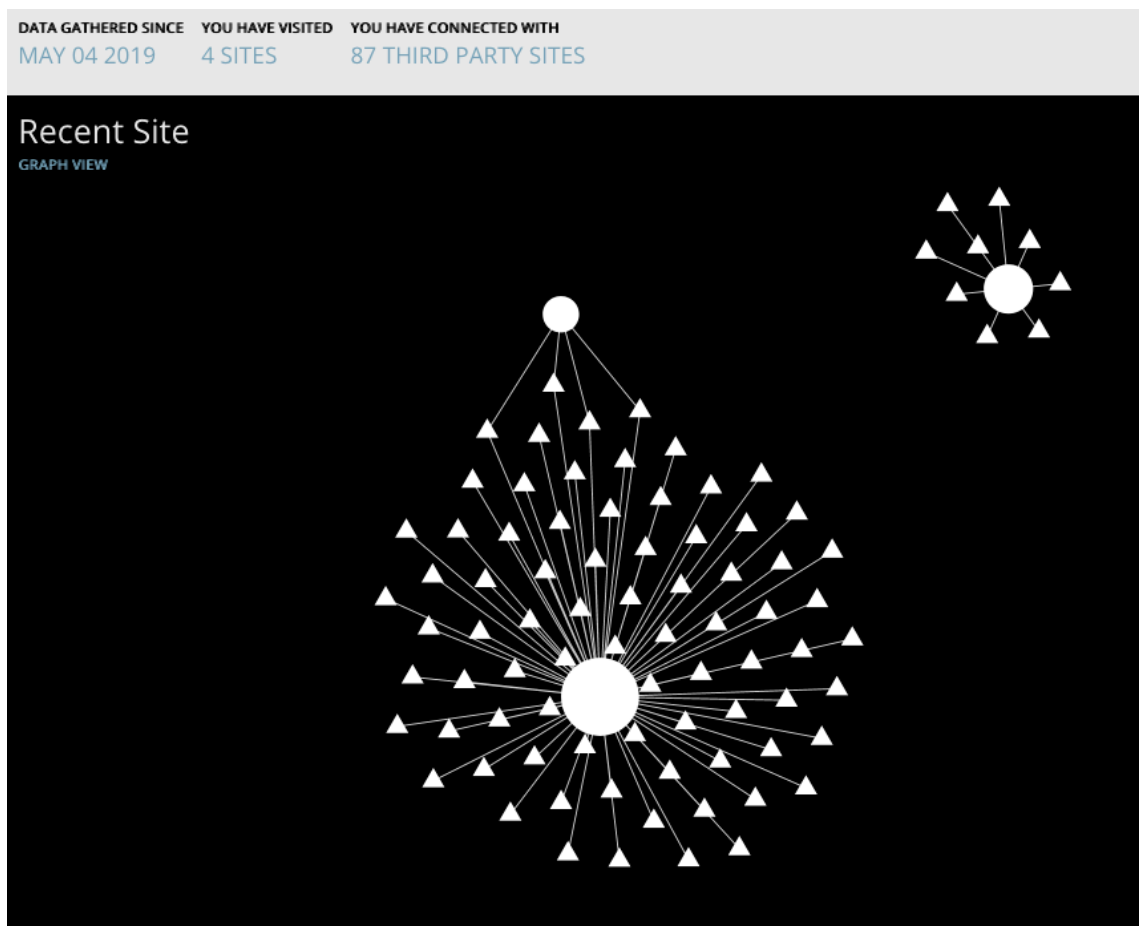 DATA GATHERED SINCE YOU HAVE VISITED YOU HAVE CONNECTED WITH
MAY 04 2019 4 SITES 87 THIRD PARTY SITES
Recent Site
GRAPH VIEW